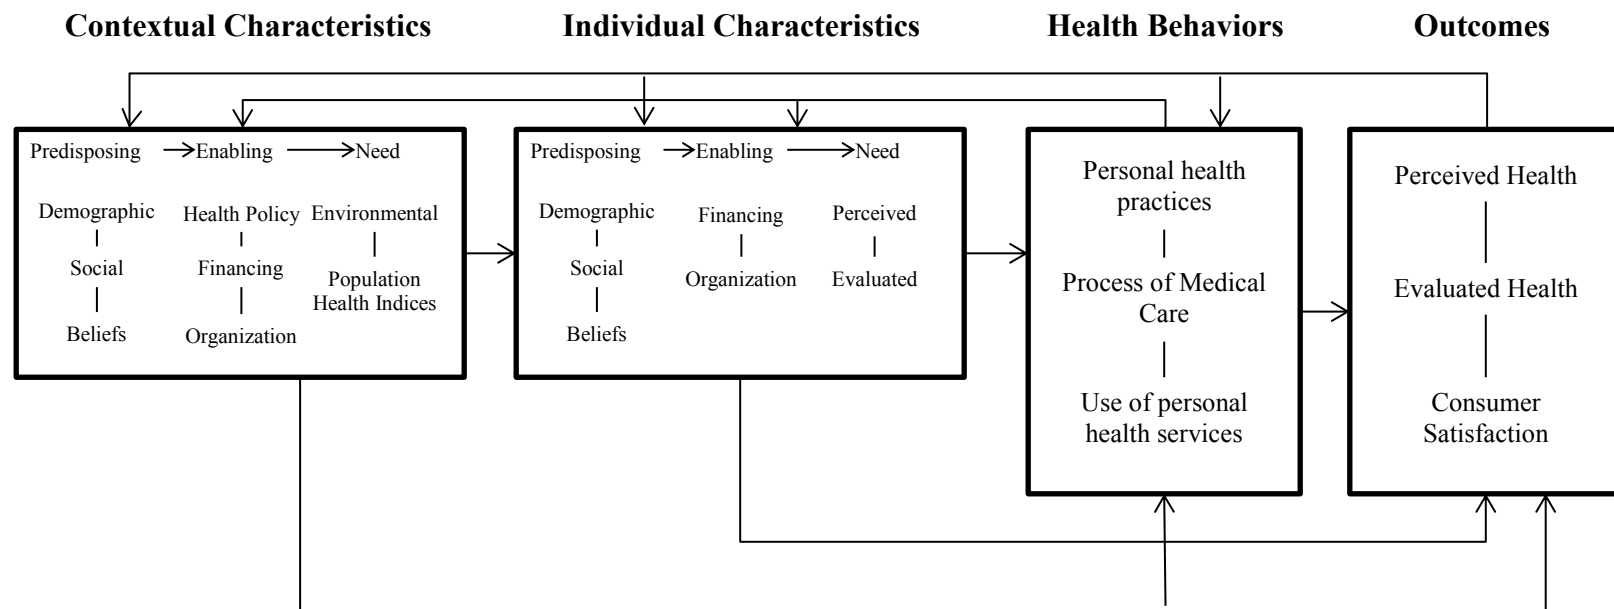 Contextual Characteristics
Individual Characteristics
Health Behaviors
Outcomes
Predisposing
Enabling
Need
Demographic
Social
Beliefs
Health Policy
Financing
Organization
Environmental
Population
Health Indices
Predisposing
Enabling
Need
Demographic
Social
Beliefs
Financing
Organization
Perceived
Evaluated
Personal health
practices
Process of Medical
Care
Use of personal
health services
Perceived Health
Evaluated Health
Consumer
Satisfaction